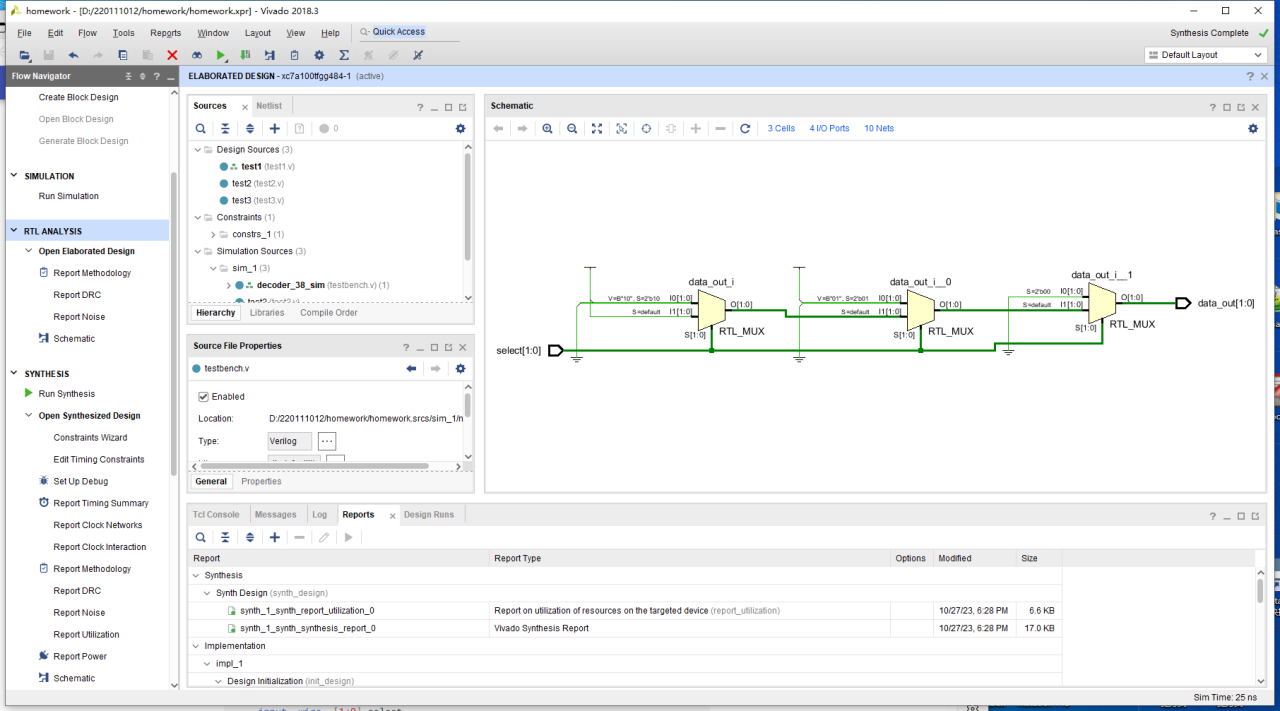 homework - [D:/220111012/homework/homework.xpr] - Vivado 2018.3
File Edit Flow Tools Reports Window Layout View Help Quick Access
Synthesis Complete
Default Layout
Flow Navigator
ELABORATED DESIGN - xc7a100tfgg484-1 (active)
Create Block Design
Open Block Design
Generate Block Design
SIMULATION
Run Simulation
RTL ANALYSIS
Open Elaborated Design
Report Methodology
Report DRC
Report Noise
Schematic
SYNTHESIS
Run Synthesis
Open Synthesized Design
Constraints Wizard
Edit Timing Constraints
Set Up Debug
Report Timing Summary
Report Clock Networks
Report Clock Interaction
Report Methodology
Report DRC
Report Noise
Report Utilization
Report Power
Schematic
Sources Netlist
0
Design Sources (3)
test1 (test1.v)
test2 (test2.v)
test3 (test3.v)
Constraints (1)
constrs_1 (1)
Simulation Sources (3)
sim_1 (3)
decoder_38_sim (testbench.v) (1)
Hierarchy Libraries Compile Order
Source File Properties
testbench.v
Enabled
Location: D:/220111012/homework/homework.srcs/sim_1/n
Type: Verilog
General Properties
Schematic
3 Cells 4 I/O Ports 10 Nets
data_out_i
V=B"10", S=2'b10 I0[1:0]
S=default I1[1:0]
O[1:0]
S[1:0]
RTL_MUX
data_out_i__0
V=B"01", S=2'b01 I0[1:0]
S=default I1[1:0]
O[1:0]
S[1:0]
RTL_MUX
data_out_i__1
S=2'b00 I0[1:0]
S=default I1[1:0]
O[1:0]
S[1:0]
RTL_MUX
data_out[1:0]
select[1:0]
Tcl Console Messages Log Reports Design Runs
Report Report Type Options Modified Size
Synthesis
Synth Design (synth_design)
synth_1_synth_report_utilization_0 Report on utilization of resources on the targeted device (report_utilization) 10/27/23, 6:28 PM 6.6 KB
synth_1_synth_synthesis_report_0 Vivado Synthesis Report 10/27/23, 6:28 PM 17.0 KB
Implementation
impl_1
Design Initialization (init_design)
Sim Time: 25 ns